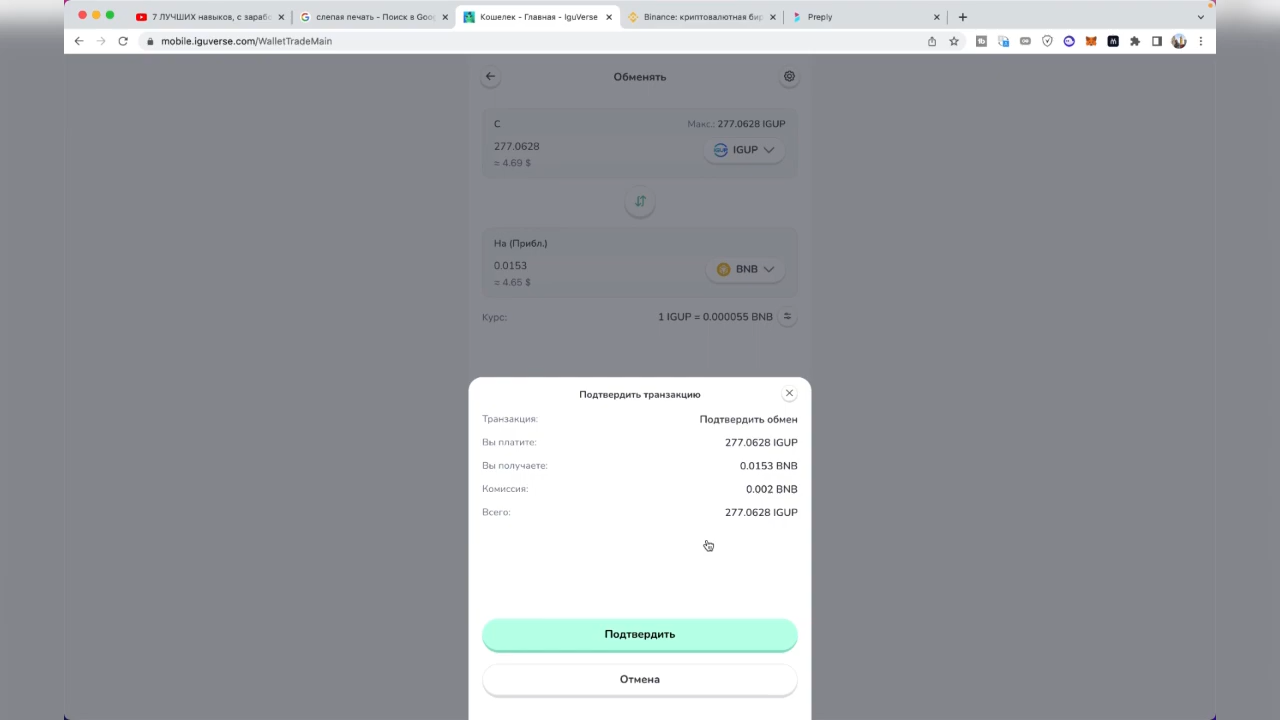 7 ЛУЧШИХ навыков, с зарабо
слепая печать - Поиск в Goog
Кошелек - Главная - IguVerse
Binance: криптовалютная бир
Preply
mobile.iguverse.com/WalletTradeMain
Обменять
С
Макс.: 277.0628 IGUP
277.0628
IGUP
≈ 4.69 $
На (Прибл.)
0.0153
BNB
≈ 4.65 $
Курс:
1 IGUP = 0.000055 BNB
Подтвердить транзакцию
Транзакция:
Подтвердить обмен
Вы платите:
277.0628 IGUP
Вы получаете:
0.0153 BNB
Комиссия:
0.002 BNB
Всего:
277.0628 IGUP
Подтвердить
Отмена